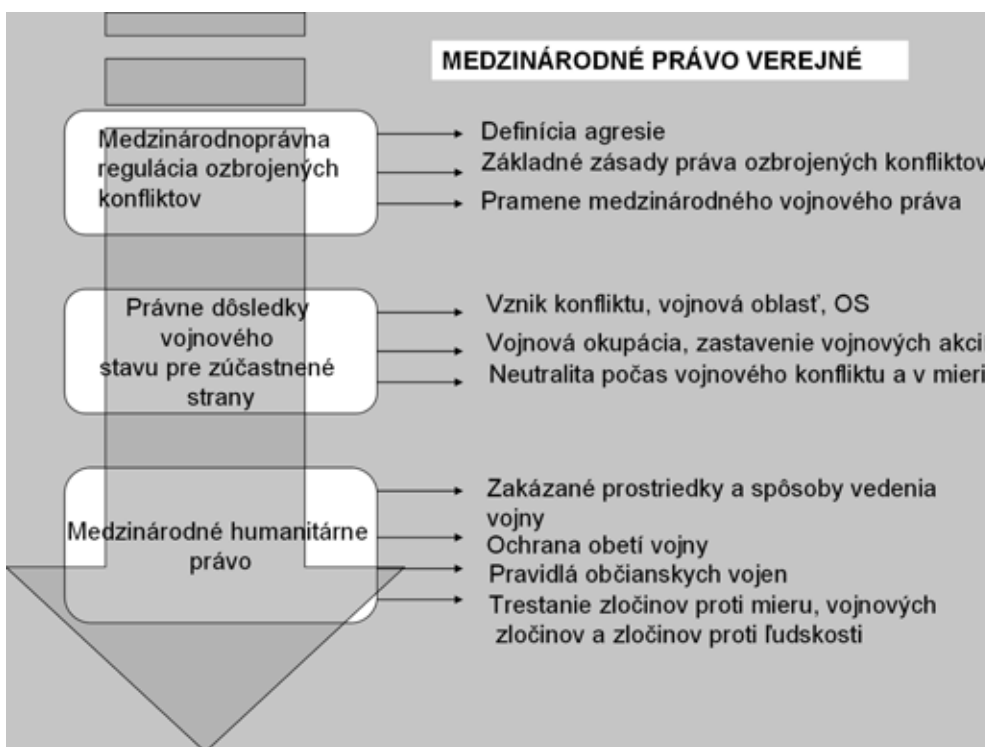 MEDZINÁRODNÉ PRÁVO VEREJNÉ
Medzinárodnoprávna
regulácia ozbrojených
konfliktov
Definícia agresie
Základné zásady práva ozbrojených konfliktov
Pramene medzinárodného vojnového práva
Právne dôsledky
vojnového
stavu pre zúčastnené
strany
Vznik konfliktu, vojnová oblasť, OS
Vojnová okupácia, zastavenie vojnových akcií
Neutralita počas vojnového konfliktu a v mieri
Medzinárodné humanitárne
právo
Zakázané prostriedky a spôsoby vedenia
vojny
Ochrana obetí vojny
Pravidlá občianskych vojen
Trestanie zločinov proti mieru, vojnových
zločinov a zločinov proti ľudskosti